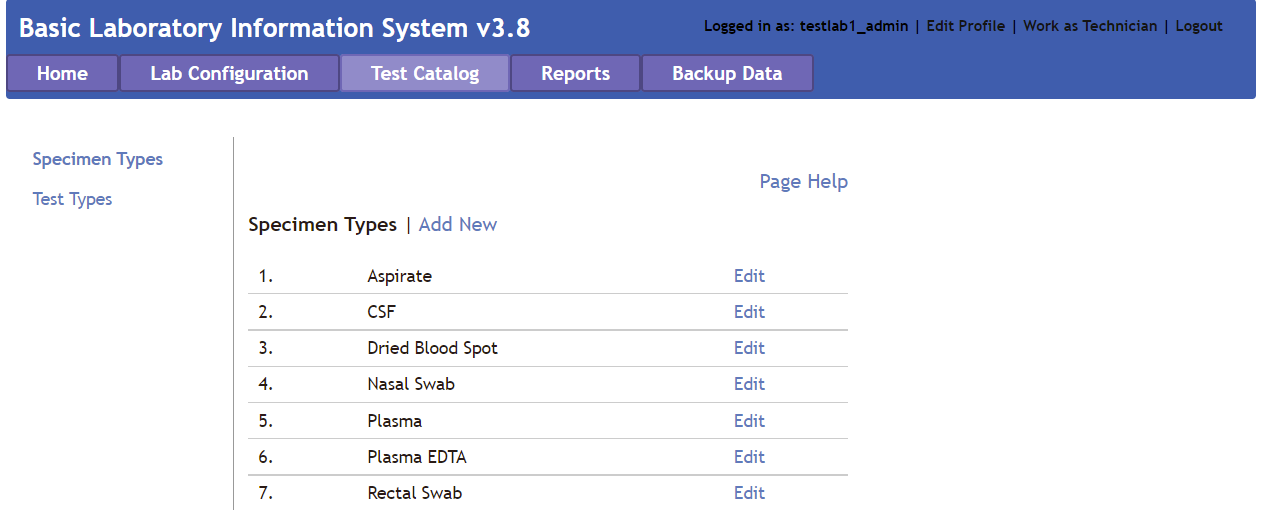 Basic Laboratory Information System v3.8
Logged in as: testlab1_admin | Edit Profile | Work as Technician | Logout
Home Lab Configuration Test Catalog Reports Backup Data
Specimen Types
Test Types
Page Help
Specimen Types | Add New
1. Aspirate Edit
2. CSF Edit
3. Dried Blood Spot Edit
4. Nasal Swab Edit
5. Plasma Edit
6. Plasma EDTA Edit
7. Rectal Swab Edit